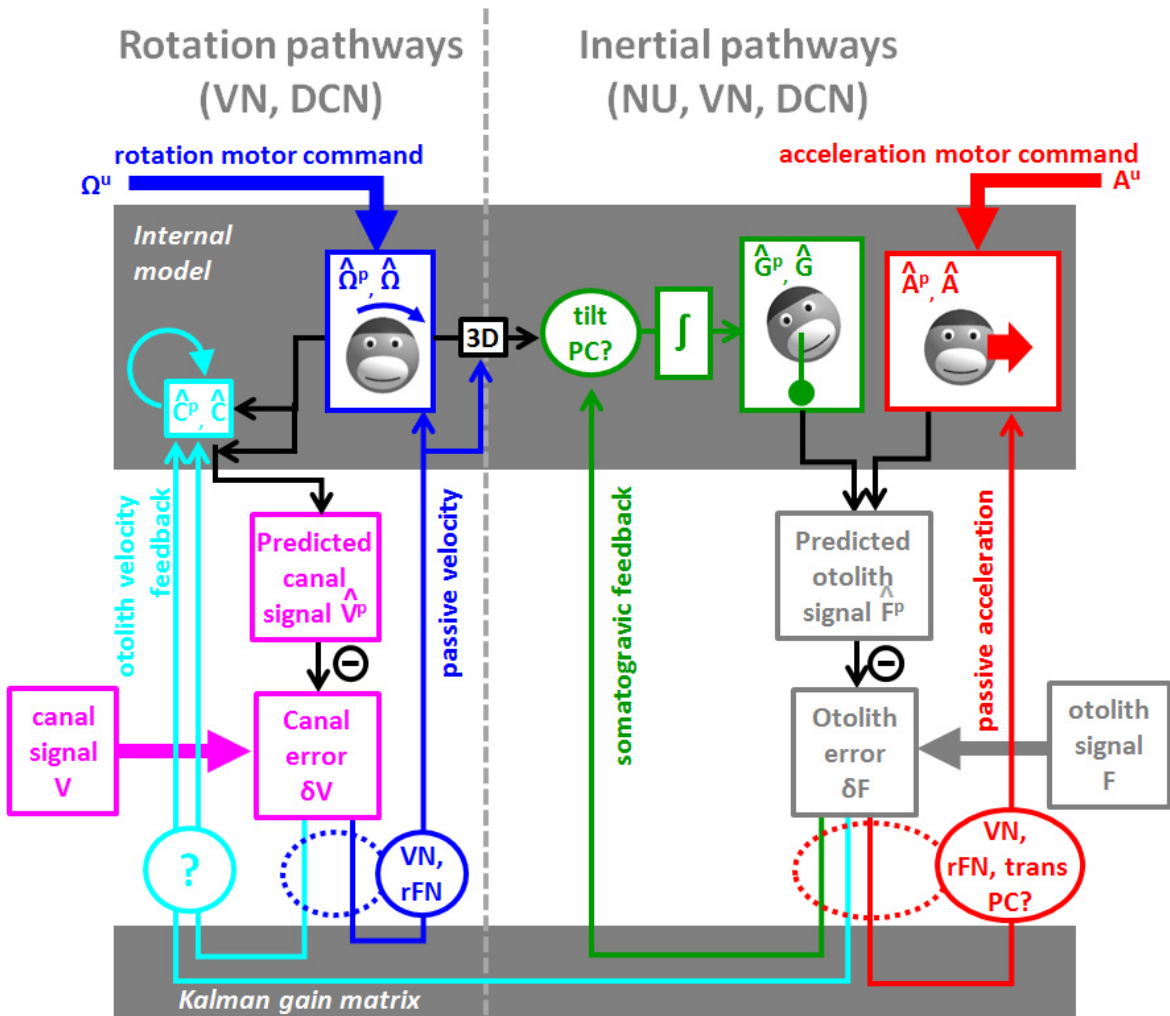 Rotation pathways
(VN, DCN)
Inertial pathways
(NU, VN, DCN)
rotation motor command
Ωᵘ
acceleration motor command
Aᵘ
Internal
model
Ω̂ᵖ, Ω̂
3D
tilt
PC?
∫
Ĝᵖ, Ĝ
Âᵖ, Â
Ĉᵖ, Ĉ
otolith velocity
feedback
Predicted
canal
signal V̂ᵖ
passive velocity
somatogravic feedback
Predicted
otolith
signal F̂ᵖ
passive acceleration
−
−
canal
signal
V
Canal
error
δV
Otolith
error
δF
otolith
signal
F
?
VN,
rFN
VN,
rFN, trans
PC?
Kalman gain matrix